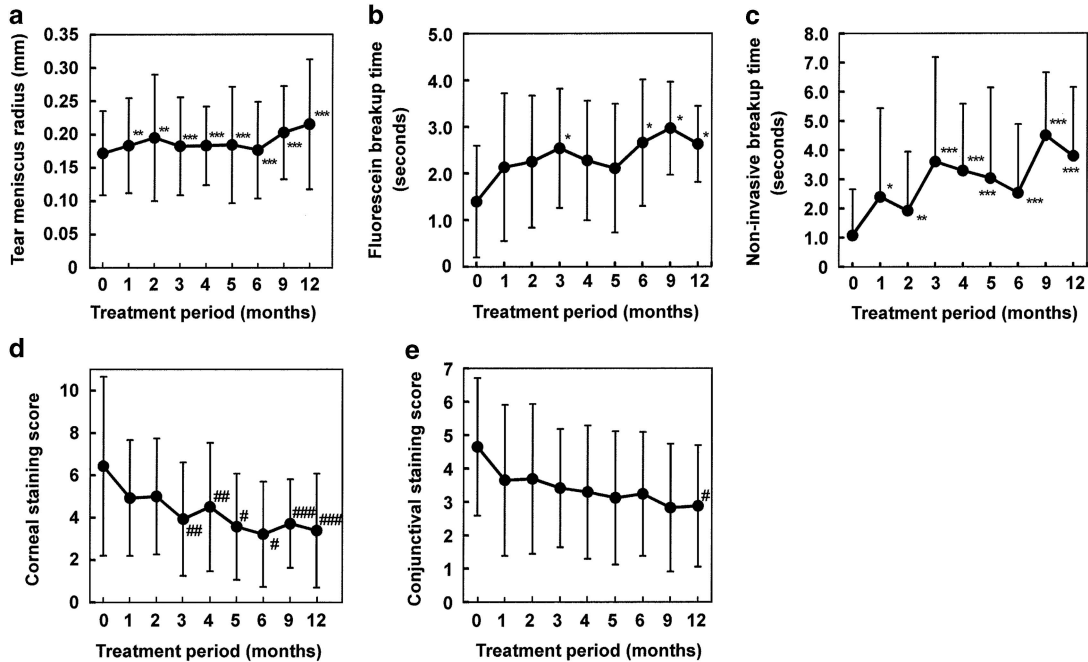 a
Tear meniscus radius (mm)
0.35
0.30
0.25
0.20
0.15
0.10
0.05
0
** ** *** *** *** *** *** ***
0 1 2 3 4 5 6 9 12
Treatment period (months)
b
Fluorescein breakup time
(seconds)
5.0
4.0
3.0
2.0
1.0
0
* * * *
0 1 2 3 4 5 6 9 12
Treatment period (months)
c
Non-invasive breakup time
(seconds)
8.0
7.0
6.0
5.0
4.0
3.0
2.0
1.0
0.0
* ** *** *** *** *** *** ***
0 1 2 3 4 5 6 9 12
Treatment period (months)
d
Corneal staining score
10
8
6
4
2
0
## ## # # ### ###
0 1 2 3 4 5 6 9 12
Treatment period (months)
e
Conjunctival staining score
7
6
5
4
3
2
1
0
#
0 1 2 3 4 5 6 9 12
Treatment period (months)